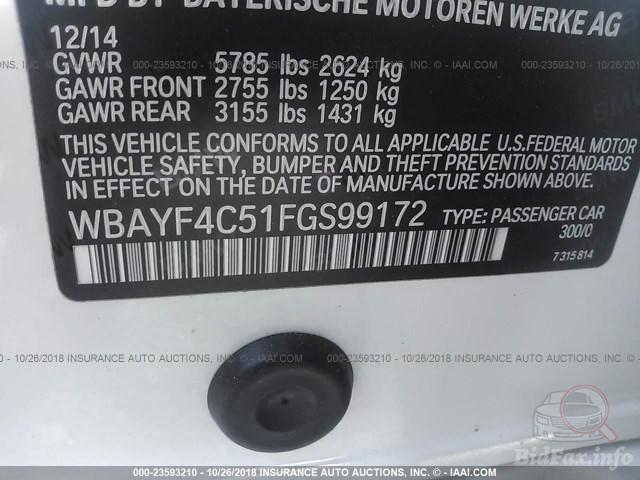 MFD BY BAYERISCHE MOTOREN WERKE AG
12/14
GVWR 5785 lbs 2624 kg
GAWR FRONT 2755 lbs 1250 kg
GAWR REAR 3155 lbs 1431 kg
THIS VEHICLE CONFORMS TO ALL APPLICABLE U.S.FEDERAL MOTOR
VEHICLE SAFETY, BUMPER AND THEFT PREVENTION STANDARDS
IN EFFECT ON THE DATE OF MANUFACTURE SHOWN ABOVE.
WBAYF4C51FGS99172 TYPE: PASSENGER CAR
300/0
7315814
000-23593210 - 10/26/2018 INSURANCE AUTO AUCTIONS, INC. - © - IAAI.COM
BidFax.info